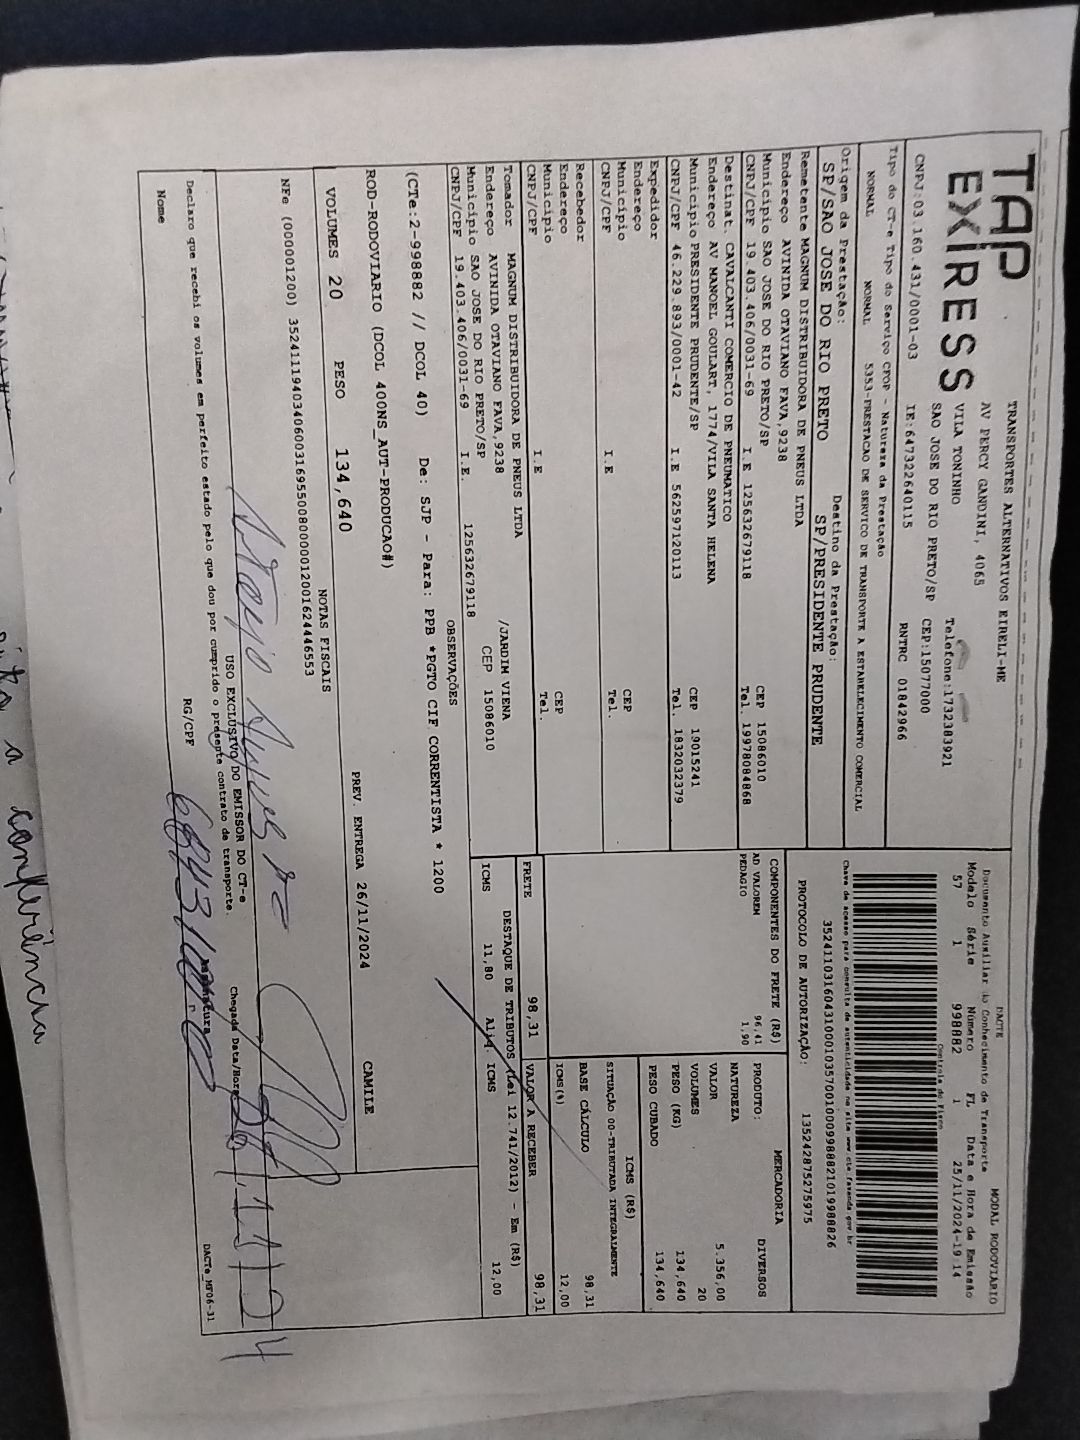 TAP
EXPRESS
TRANSPORTES ALTERNATIVOS EIRELI-ME
AV PERCY GANDINI, 4065
VILA TONINHO Telefone:1732383921
SAO JOSE DO RIO PRETO/SP CEP:15077000
CNPJ:03.160.431/0001-03 IE:647322640115 RNTRC 01842966
Tipo do CT-e Tipo do Serviço CFOP - Natureza da Prestação
NORMAL NORMAL 5353-PRESTACAO DE SERVICO DE TRANSPORTE A ESTABELECIMENTO COMERCIAL
Origem da Prestação: Destino da Prestação:
SP/SAO JOSE DO RIO PRETO SP/PRESIDENTE PRUDENTE
Remetente MAGNUM DISTRIBUIDORA DE PNEUS LTDA
Endereço AVINIDA OTAVIANO FAVA,9238
Municipio SAO JOSE DO RIO PRETO/SP CEP 15086010
CNPJ/CPF 19.403.406/0031-69 I.E 125632679118 Tel. 19978084868
Destinat. CAVALCANTI COMERCIO DE PNEUMATICO
Endereço AV MANOEL GOULART, 1774/VILA SANTA HELENA
Município PRESIDENTE PRUDENTE/SP CEP 19015241
CNPJ/CPF 46.229.893/0001-42 I.E 562597120113 Tel. 1832032379
Expedidor
Endereço
Município CEP
CNPJ/CPF I.E Tel.
Recebedor
Endereço
Município CEP
CNPJ/CPF I.E Tel.
Tomador MAGNUM DISTRIBUIDORA DE PNEUS LTDA
Endereço AVINIDA OTAVIANO FAVA,9238 /JARDIM VIENA
Município SAO JOSE DO RIO PRETO/SP CEP 15086010
CNPJ/CPF 19.403.406/0031-69 I.E. 125632679118
DACTE MODAL RODOVIARIO
Documento Auxiliar do Conhecimento de Transporte
Modelo Série Número FL Data e Hora de Emissão
57 1 998882 1 25/11/2024-19 14
Controle do Fisco
Chave de acesso para consulta de autenticidade no site www.cte.fazenda.gov.br
PROTOCOLO DE AUTORIZAÇÃO: 135242875275975
COMPONENTES DO FRETE (R$)
AD VALOREM 96,41
PEDAGIO 1,90
PRODUTO: MERCADORIA
NATUREZA DIVERSOS
VALOR 5.356,00
VOLUMES 20
PESO (KG) 134,640
PESO CUBADO 134,640
ICMS (R$)
SITUAÇÃO 00-TRIBUTADA INTEGRALMENTE
BASE CÁLCULO 98,31
ICMS(%) 12,00
FRETE 98,31 VALOR A RECEBER 98,31
DESTAQUE DE TRIBUTOS (Lei 12.741/2012) - Em (R$)
ICMS 11,80 Alíq. ICMS 12,00
OBSERVAÇÕES
(CTe:2-998882 // DCOL 40) De: SJP - Para: PPB *PGTO CIF CORRENTISTA * 1200
ROD-RODOVIARIO (DCOL 400NS_AUT-PRODUCAO#)
VOLUMES 20 PESO 134,640 PREV. ENTREGA 26/11/2024 CAMILE
NOTAS FISCAIS
NFe (000001200)
USO EXCLUSIVO DO EMISSOR DO CT-e
Declaro que recebi os volumes em perfeito estado pelo que dou por cumprido o presente contrato de transporte.
Chegada Data/Hora 26/11/24
Nome RG/CPF Assinatura
DACTe_MT06-31
a conferência